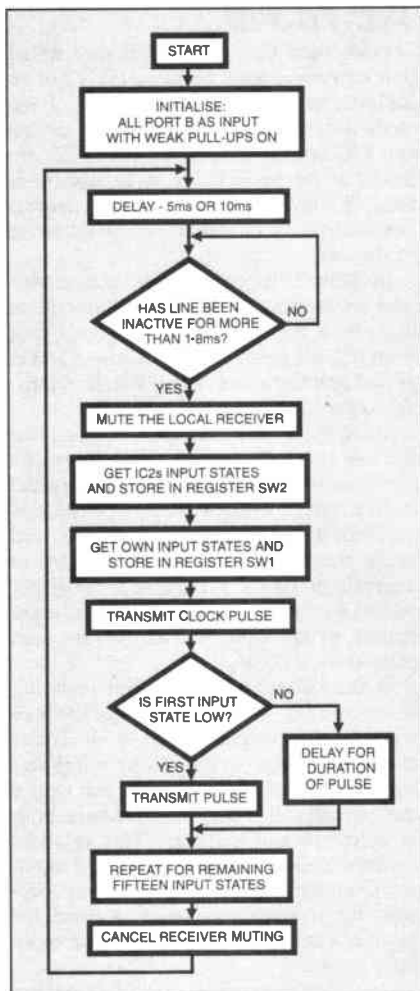 START
INITIALISE:
ALL PORT B AS INPUT
WITH WEAK PULL-UPS ON
DELAY - 5ms OR 10ms
HAS LINE BEEN
INACTIVE FOR MORE
THAN 1·8ms?
NO
YES
MUTE THE LOCAL RECEIVER
GET IC2s INPUT STATES
AND STORE IN REGISTER SW2
GET OWN INPUT STATES AND
STORE IN REGISTER SW1
TRANSMIT CLOCK PULSE
IS FIRST INPUT
STATE LOW?
NO
YES
DELAY FOR
DURATION
OF PULSE
TRANSMIT PULSE
REPEAT FOR REMAINING
FIFTEEN INPUT STATES
CANCEL RECEIVER MUTING